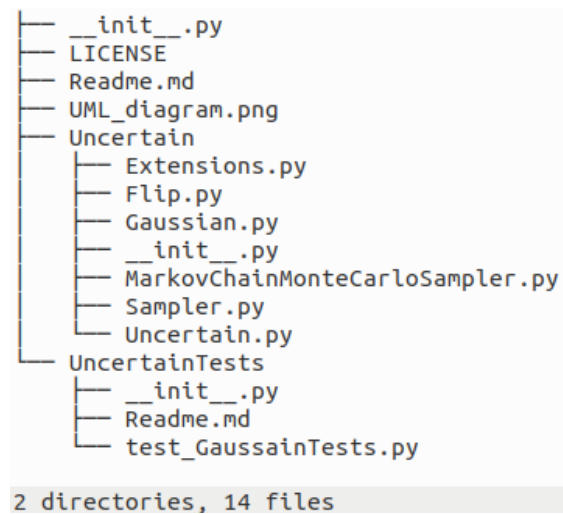 ├── __init__.py
├── LICENSE
├── Readme.md
├── UML_diagram.png
├── Uncertain
│   ├── Extensions.py
│   ├── Flip.py
│   ├── Gaussian.py
│   ├── __init__.py
│   ├── MarkovChainMonteCarloSampler.py
│   ├── Sampler.py
│   └── Uncertain.py
└── UncertainTests
    ├── __init__.py
    ├── Readme.md
    └── test_GaussainTests.py
2 directories, 14 files